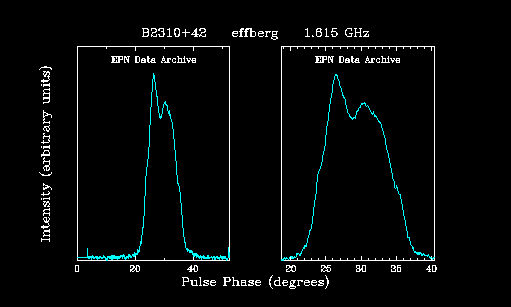 B2310+42 effberg 1.615 GHz
EPN Data Archive EPN Data Archive
Intensity (arbitrary units)
0 20 40 20 25 30 35 40
Pulse Phase (degrees)